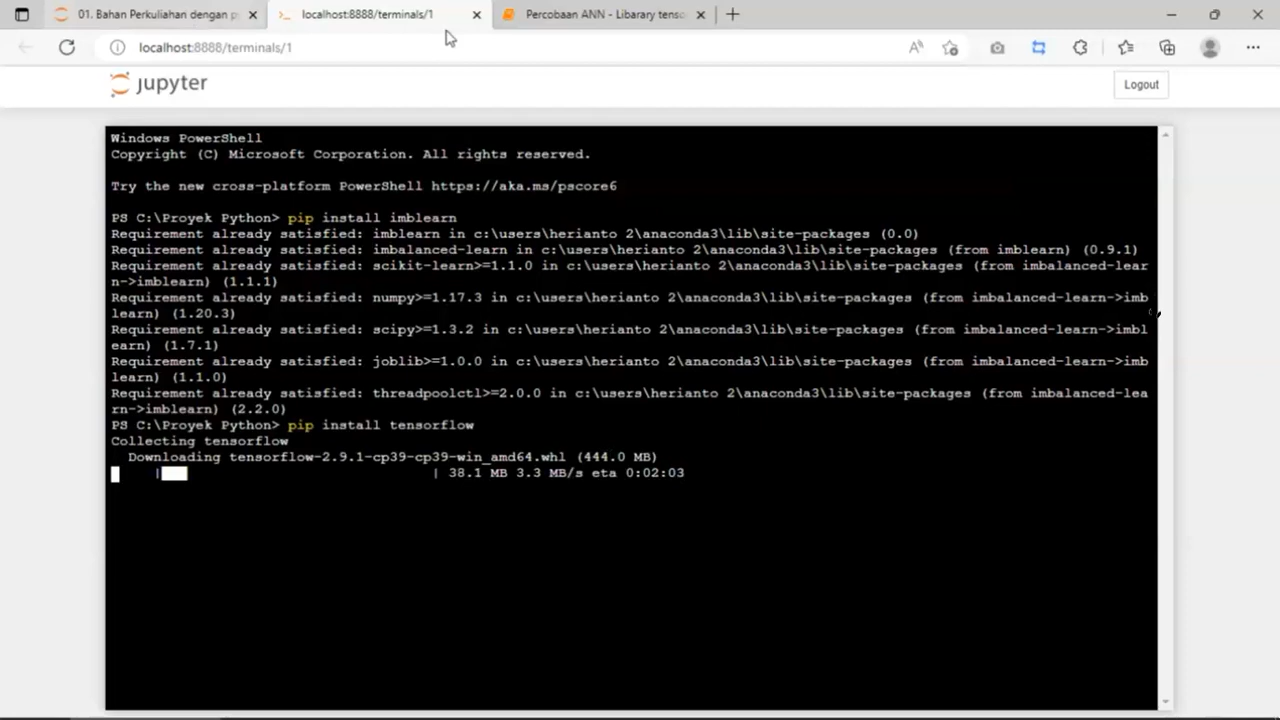 01. Bahan Perkuliahan dengan p
localhost:8888/terminals/1
Percobaan ANN - Libarary tenso
localhost:8888/terminals/1
jupyter
Logout
Windows PowerShell
Copyright (C) Microsoft Corporation. All rights reserved.
Try the new cross-platform PowerShell https://aka.ms/pscore6
PS C:\Proyek Python> pip install imblearn
Requirement already satisfied: imblearn in c:\users\herianto 2\anaconda3\lib\site-packages (0.0)
Requirement already satisfied: imbalanced-learn in c:\users\herianto 2\anaconda3\lib\site-packages (from imblearn) (0.9.1)
Requirement already satisfied: scikit-learn>=1.1.0 in c:\users\herianto 2\anaconda3\lib\site-packages (from imbalanced-lear
n->imblearn) (1.1.1)
Requirement already satisfied: numpy>=1.17.3 in c:\users\herianto 2\anaconda3\lib\site-packages (from imbalanced-learn->imb
learn) (1.20.3)
Requirement already satisfied: scipy>=1.3.2 in c:\users\herianto 2\anaconda3\lib\site-packages (from imbalanced-learn->imbl
earn) (1.7.1)
Requirement already satisfied: joblib>=1.0.0 in c:\users\herianto 2\anaconda3\lib\site-packages (from imbalanced-learn->imb
learn) (1.1.0)
Requirement already satisfied: threadpoolctl>=2.0.0 in c:\users\herianto 2\anaconda3\lib\site-packages (from imbalanced-lea
rn->imblearn) (2.2.0)
PS C:\Proyek Python> pip install tensorflow
Collecting tensorflow
Downloading tensorflow-2.9.1-cp39-cp39-win_amd64.whl (444.0 MB)
| | 38.1 MB 3.3 MB/s eta 0:02:03